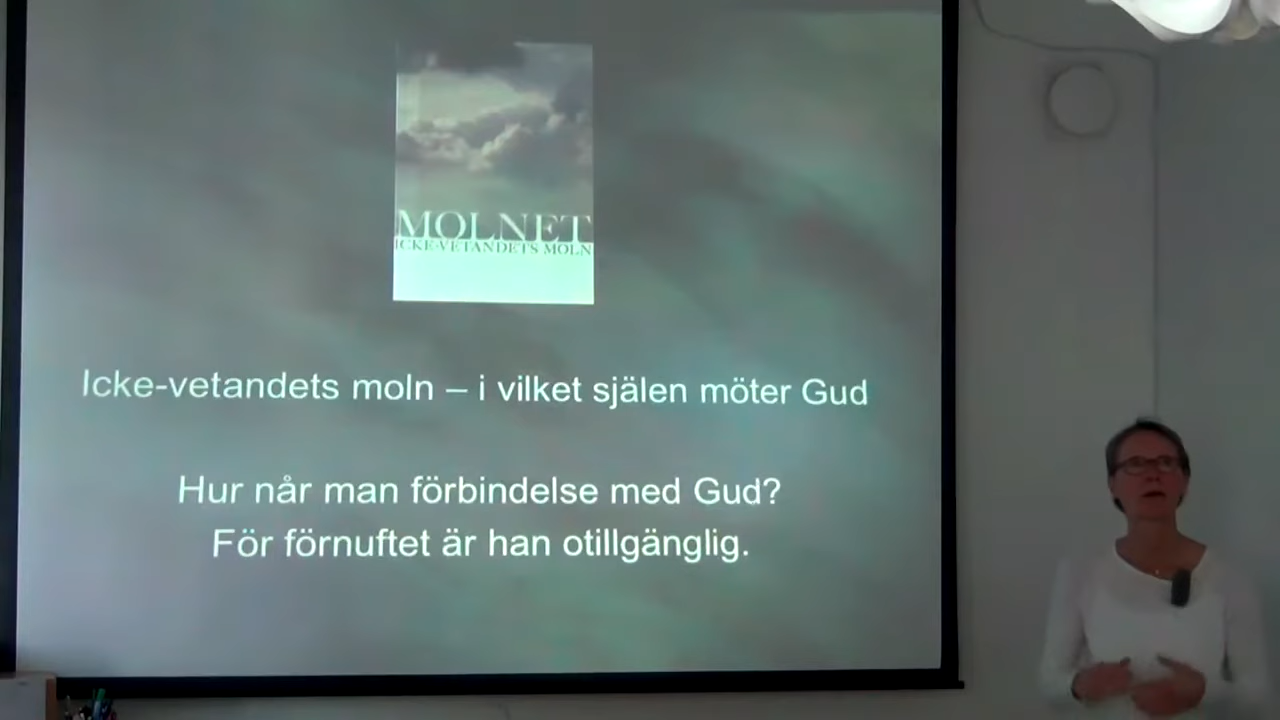 MOLNET
ICKE-VETANDETS MOLN
Icke-vetandets moln – i vilket själen möter Gud
Hur når man förbindelse med Gud?
För förnuftet är han otillgänglig.